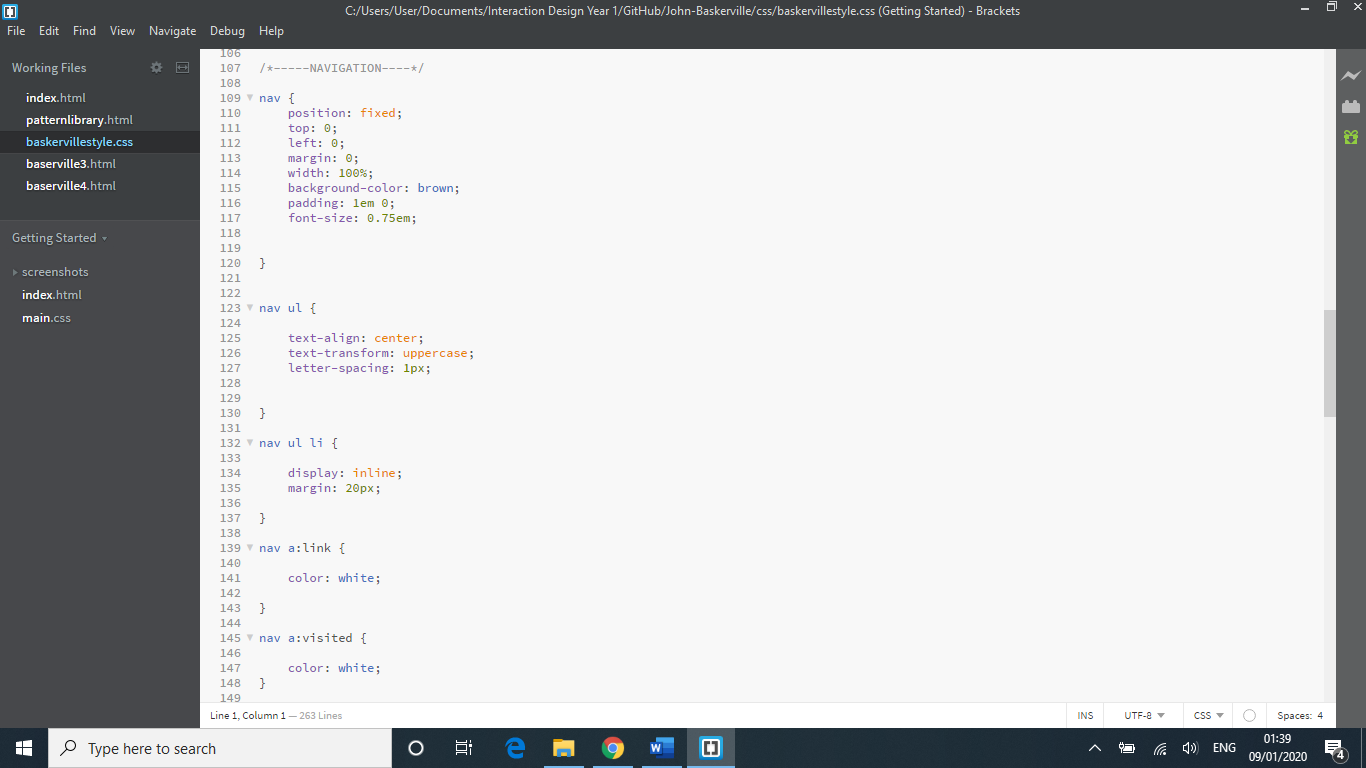 C:/Users/User/Documents/Interaction Design Year 1/GitHub/John-Baskerville/css/baskervillestyle.css (Getting Started) - Brackets
File Edit Find View Navigate Debug Help
Working Files
index.html
patternlibrary.html
baskervillestyle.css
baserville3.html
baserville4.html
Getting Started
screenshots
index.html
main.css
106
107 /*-----NAVIGATION----*/
108
109 nav {
110 position: fixed;
111 top: 0;
112 left: 0;
113 margin: 0;
114 width: 100%;
115 background-color: brown;
116 padding: 1em 0;
117 font-size: 0.75em;
118
119
120 }
121
122
123 nav ul {
124
125 text-align: center;
126 text-transform: uppercase;
127 letter-spacing: 1px;
128
129
130 }
131
132 nav ul li {
133
134 display: inline;
135 margin: 20px;
136
137 }
138
139 nav a:link {
140
141 color: white;
142
143 }
144
145 nav a:visited {
146
147 color: white;
148 }
149
Line 1, Column 1 — 263 Lines
INS UTF-8 CSS Spaces: 4
Type here to search
ENG
01:39
09/01/2020
4